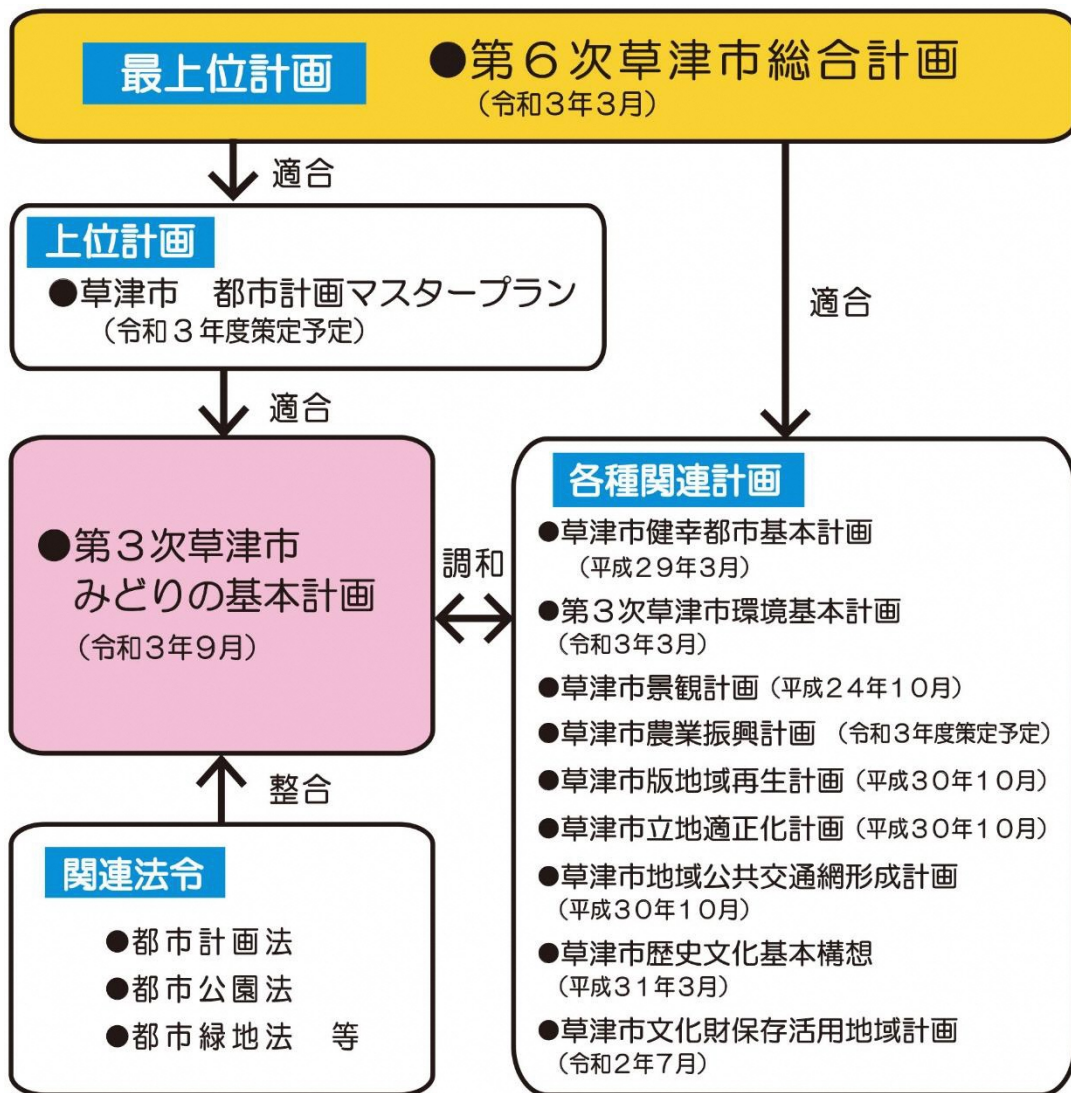 最上位計画
●第６次草津市総合計画
（令和３年３月）
適合
上位計画
●草津市　都市計画マスタープラン
（令和３年度策定予定）
適合
適合
●第３次草津市
みどりの基本計画
（令和３年９月）
調和
各種関連計画
●草津市健幸都市基本計画
（平成２９年３月）
●第３次草津市環境基本計画
（令和３年３月）
●草津市景観計画（平成２４年１０月）
●草津市農業振興計画　（令和３年度策定予定）
●草津市版地域再生計画（平成３０年１０月）
●草津市立地適正化計画（平成３０年１０月）
●草津市地域公共交通網形成計画
（平成３０年１０月）
●草津市歴史文化基本構想
（平成３１年３月）
●草津市文化財保存活用地域計画
（令和２年７月）
整合
関連法令
●都市計画法
●都市公園法
●都市緑地法　等